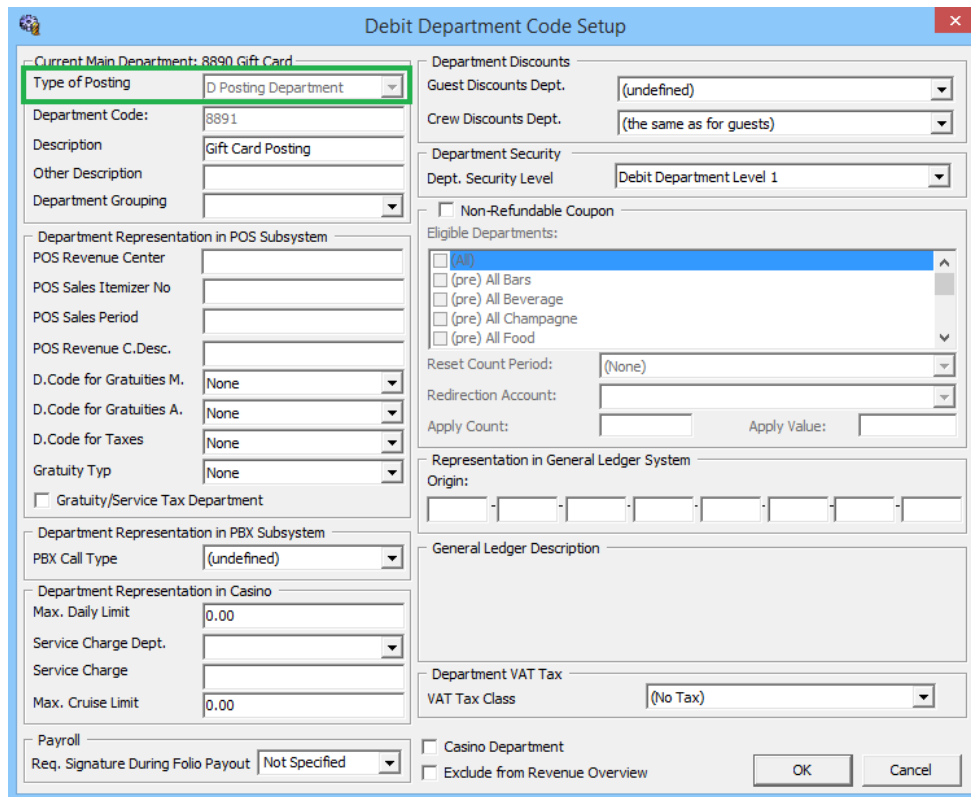 Debit Department Code Setup
Current Main Department: 8890 Gift Card
Type of Posting
D Posting Department
Department Code:
8891
Description
Gift Card Posting
Other Description
Department Grouping
Department Representation in POS Subsystem
POS Revenue Center
POS Sales Itemizer No
POS Sales Period
POS Revenue C.Desc.
D.Code for Gratuities M.
None
D.Code for Gratuities A.
None
D.Code for Taxes
None
Gratuity Typ
None
Gratuity/Service Tax Department
Department Representation in PBX Subsystem
PBX Call Type
(undefined)
Department Representation in Casino
Max. Daily Limit
0.00
Service Charge Dept.
Service Charge
Max. Cruise Limit
0.00
Payroll
Req. Signature During Folio Payout
Not Specified
Department Discounts
Guest Discounts Dept.
(undefined)
Crew Discounts Dept.
(the same as for guests)
Department Security
Dept. Security Level
Debit Department Level 1
Non-Refundable Coupon
Eligible Departments:
(All)
(pre) All Bars
(pre) All Beverage
(pre) All Champagne
(pre) All Food
Reset Count Period:
(None)
Redirection Account:
Apply Count:
Apply Value:
Representation in General Ledger System
Origin:
- - - - - - -
General Ledger Description
Department VAT Tax
VAT Tax Class
(No Tax)
Casino Department
Exclude from Revenue Overview
OK
Cancel